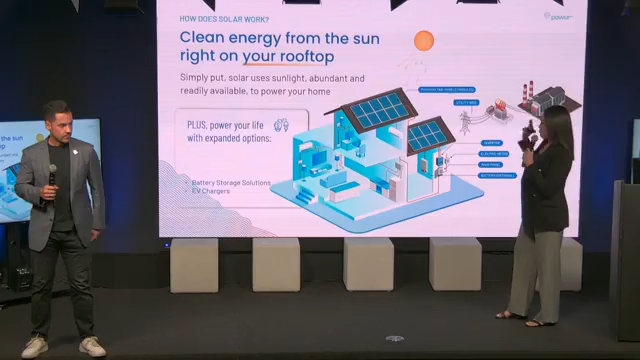 HOW DOES SOLAR WORK?
Clean energy from the sun
right on your rooftop
Simply put, solar uses sunlight, abundant and
readily available, to power your home
PLUS, power your life
with expanded options:
Battery Storage Solutions
EV Chargers
UTILITY GRID